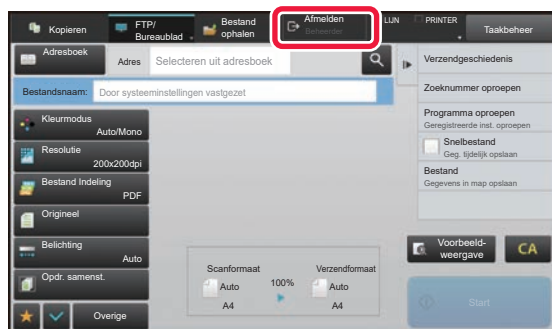 Kopieren
FTP/
Bureaublad
Bestand
ophalen
Afmelden
Beheerder
LIJN
PRINTER
Taakbeheer
Adresboek
Adres
Selecteren uit adresboek
Bestandsnaam:
Door systeeminstellingen vastgezet
Kleurmodus
Auto/Mono
Resolutie
200x200dpi
Bestand Indeling
PDF
Origineel
Belichting
Auto
Opdr. samenst.
Overige
Scanformaat
Auto
A4
100%
Verzendformaat
Auto
A4
Verzendgeschiedenis
Zoeknummer oproepen
Programma oproepen
Geregistreerde inst. oproepen
Snelbestand
Geg. tijdelijk opslaan
Bestand
Gegevens in map opslaan
Voorbeeld-
weergave
CA
Start